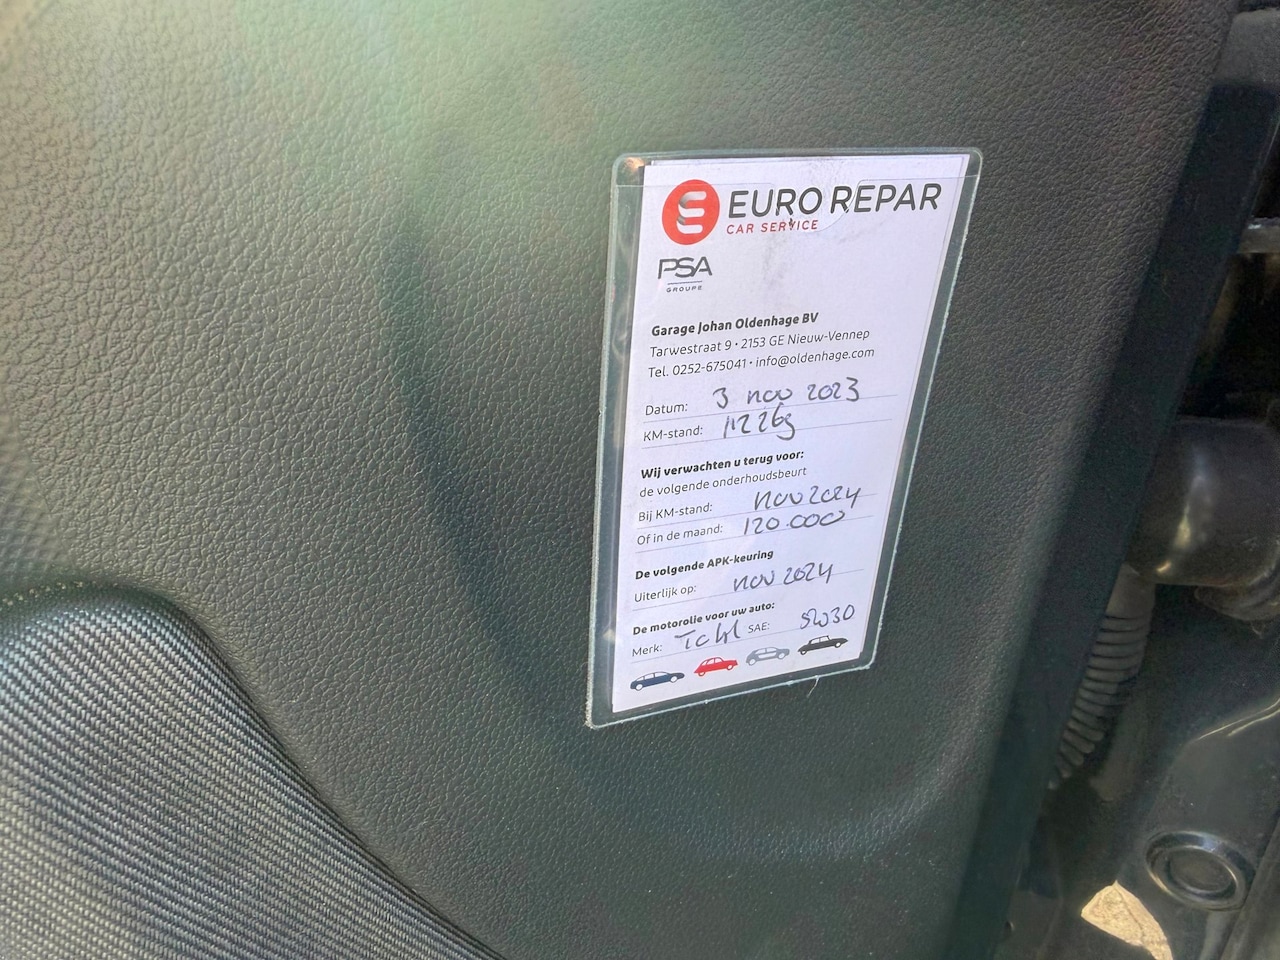 EURO REPAR
CAR SERVICE
PSA
GROUPE
Garage Johan Oldenhage BV
Tarwestraat 9 • 2153 GE Nieuw-Vennep
Tel. 0252-675041 • info@oldenhage.com
Datum: 3 nov 2023
KM-stand:
Wij verwachten u terug voor:
de volgende onderhoudsbeurt
Bij KM-stand: nov 2024
Of in de maand: 120.000
De volgende APK-keuring
Uiterlijk op: nov 2024
De motorolie voor uw auto:
Merk: Total SAE: 5W30